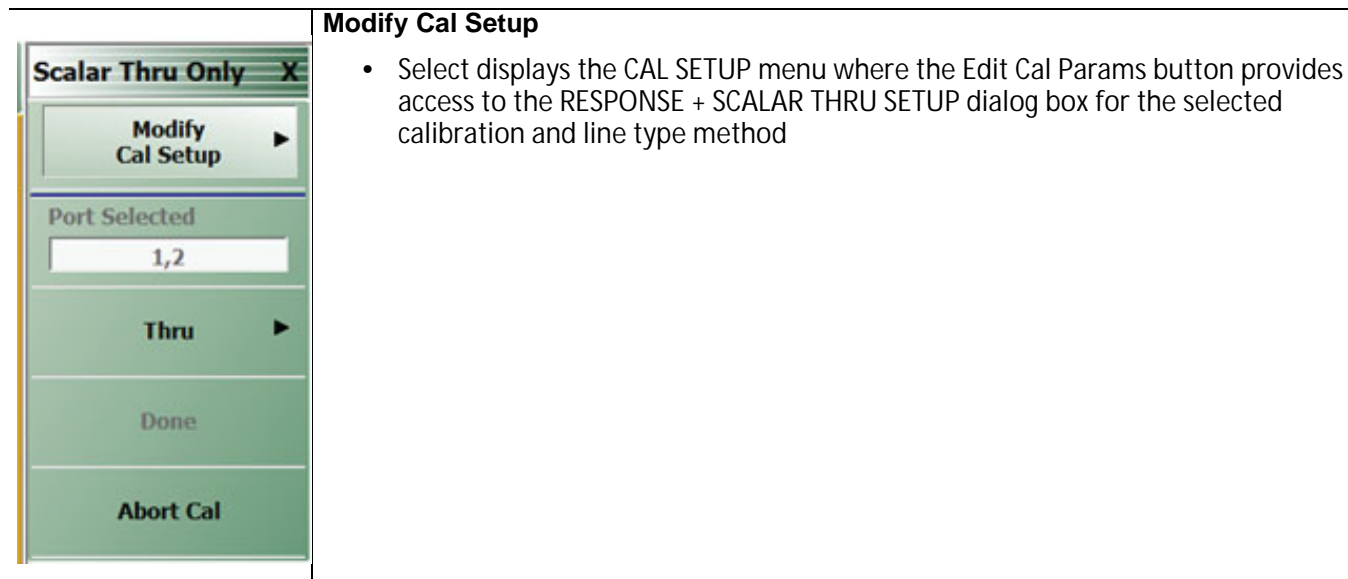 Scalar Thru Only X
Modify
Cal Setup
Port Selected
1,2
Thru
Done
Abort Cal
Modify Cal Setup
• Select displays the CAL SETUP menu where the Edit Cal Params button provides
access to the RESPONSE + SCALAR THRU SETUP dialog box for the selected
calibration and line type method